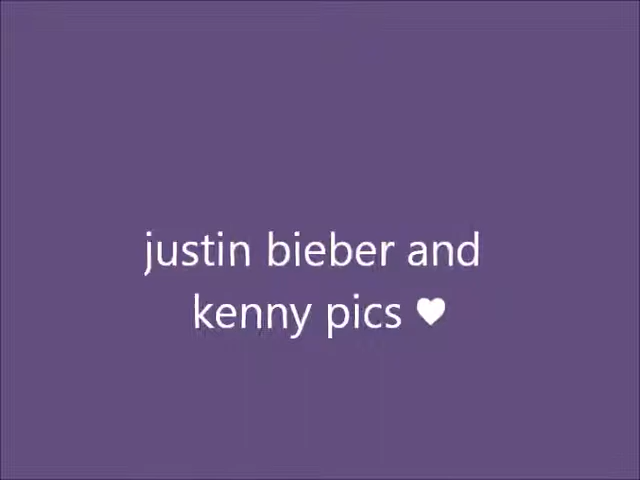 justin bieber and
kenny pics ♥